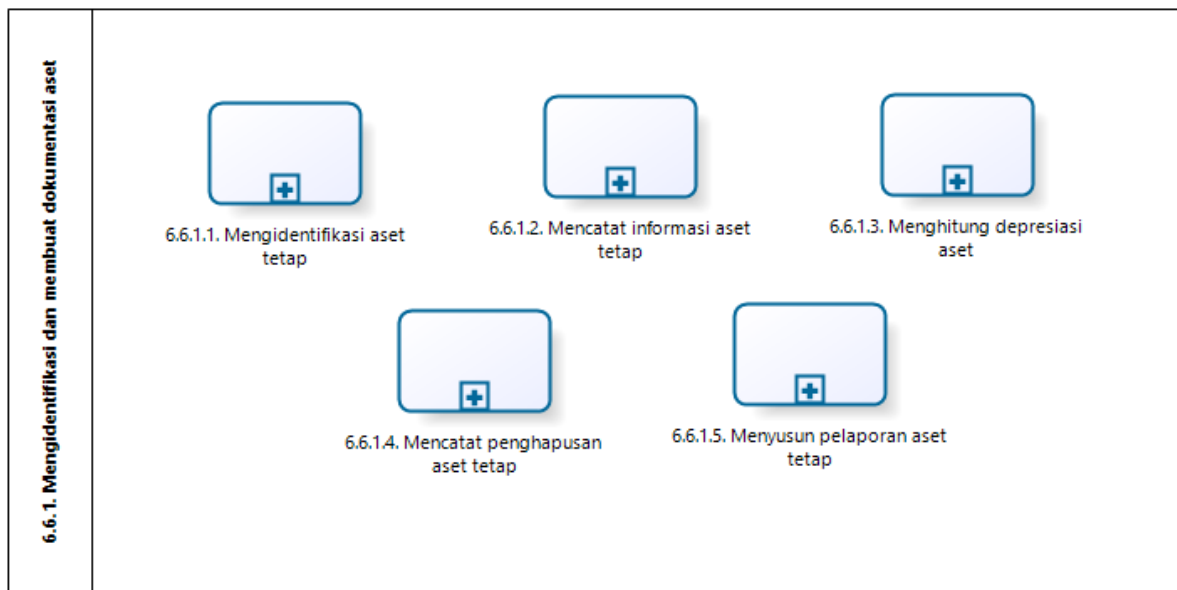 6.6.1. Mengidentifikasi dan membuat dokumentasi aset
6.6.1.1. Mengidentifikasi aset
tetap
6.6.1.2. Mencatat informasi aset
tetap
6.6.1.3. Menghitung depresiasi
aset
6.6.1.4. Mencatat penghapusan
aset tetap
6.6.1.5. Menyusun pelaporan aset
tetap